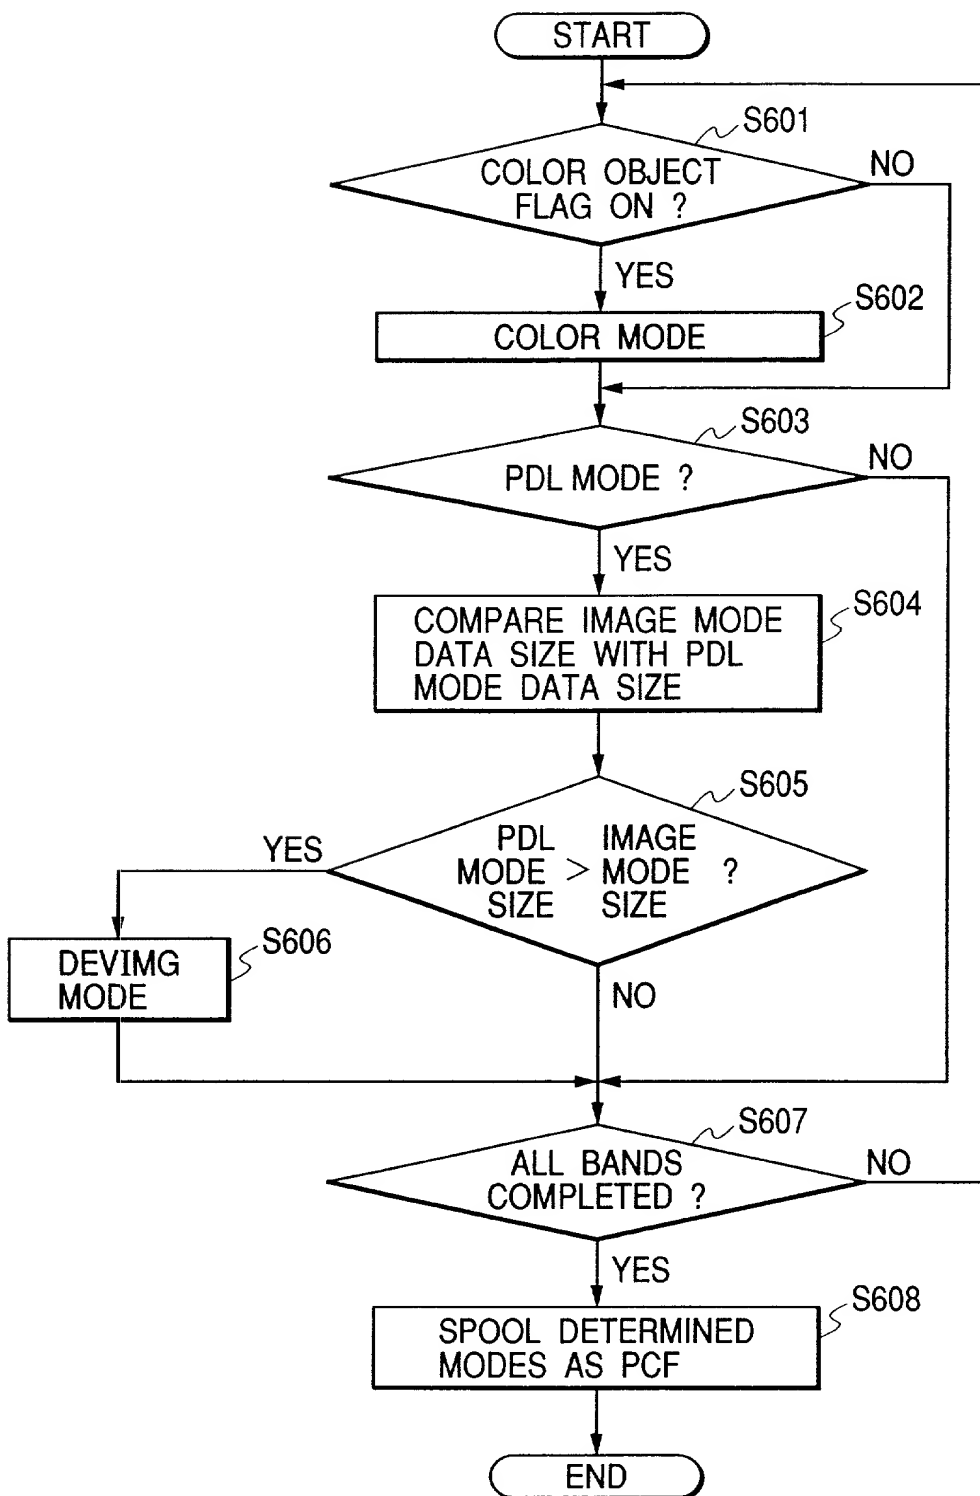 START
S601
COLOR OBJECT
FLAG ON ?
NO
YES
S602
COLOR MODE
S603
PDL MODE ?
NO
YES
S604
COMPARE IMAGE MODE
DATA SIZE WITH PDL
MODE DATA SIZE
S605
PDL IMAGE
MODE > MODE ?
SIZE SIZE
YES
S606
DEVIMG
MODE
NO
S607
ALL BANDS
COMPLETED ?
NO
YES
S608
SPOOL DETERMINED
MODES AS PCF
END